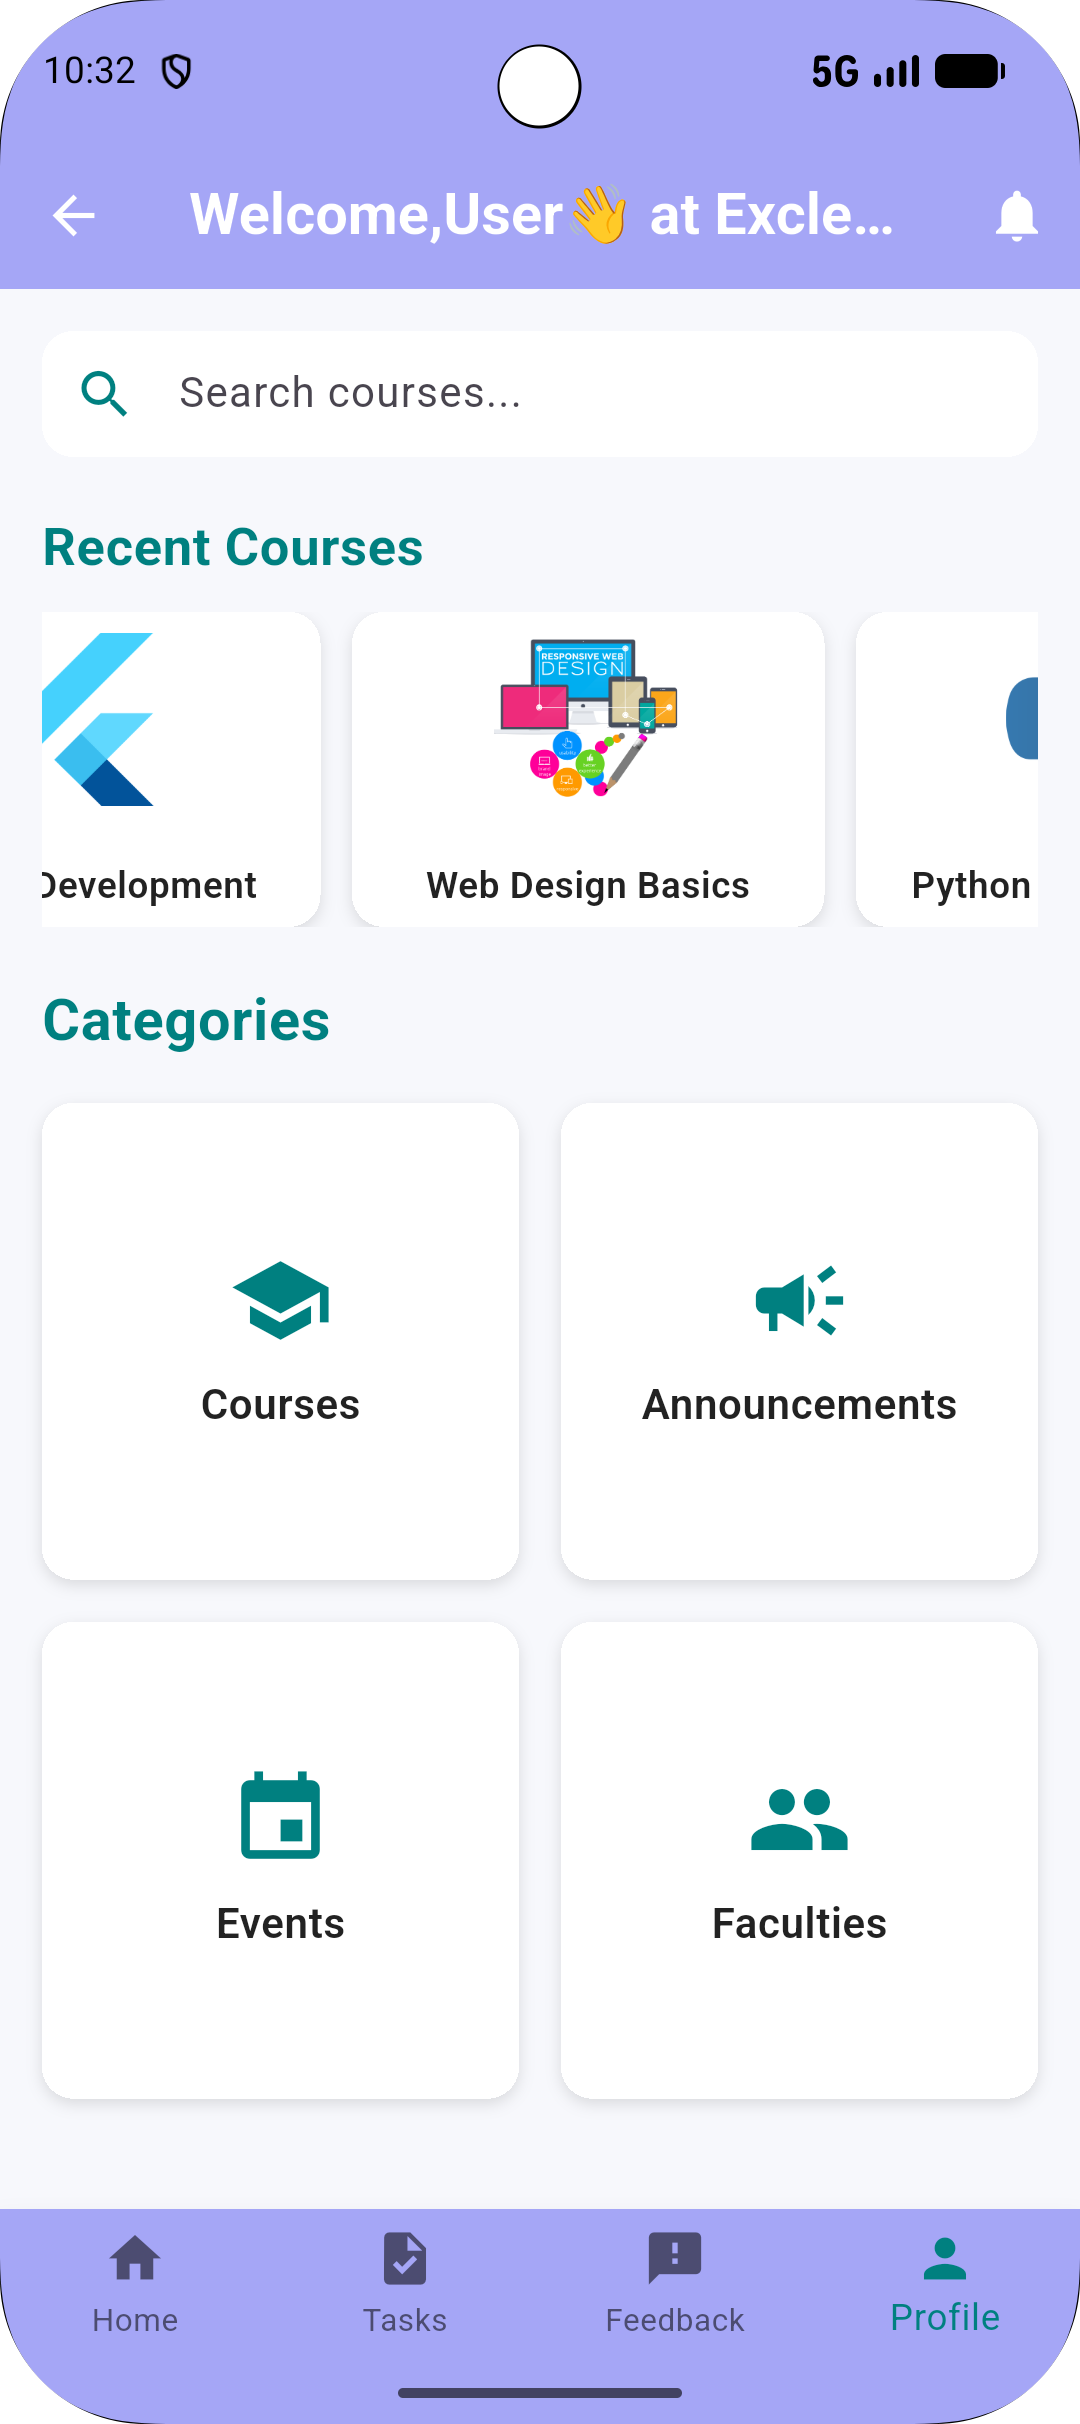 10:32
5G
Welcome,User👋 at Excle...
Search courses...
Recent Courses
RESPONSIVE WEB
DESIGN
Development
Web Design Basics
Python
Categories
Courses
Announcements
Events
Faculties
Home
Tasks
Feedback
Profile